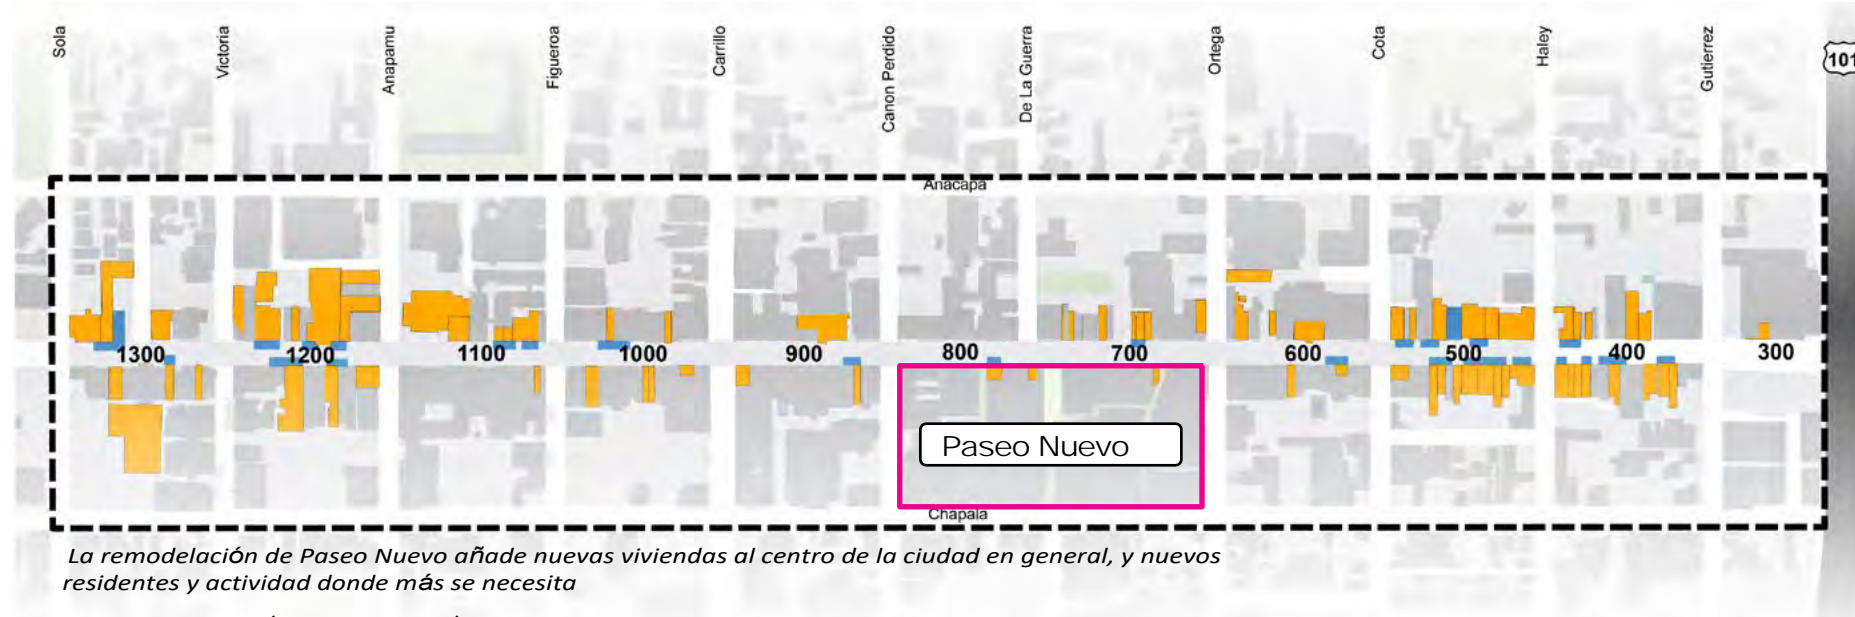 Sola
Victoria
Anapamu
Figueroa
Carrillo
Canon Perdido
De La Guerra
Ortega
Cota
Haley
Gutierrez
101
Anacapa
1300
1200
1100
1000
900
800
700
600
500
400
300
Paseo Nuevo
Chapala
La remodelación de Paseo Nuevo añade nuevas viviendas al centro de la ciudad en general, y nuevos
residentes y actividad donde más se necesita